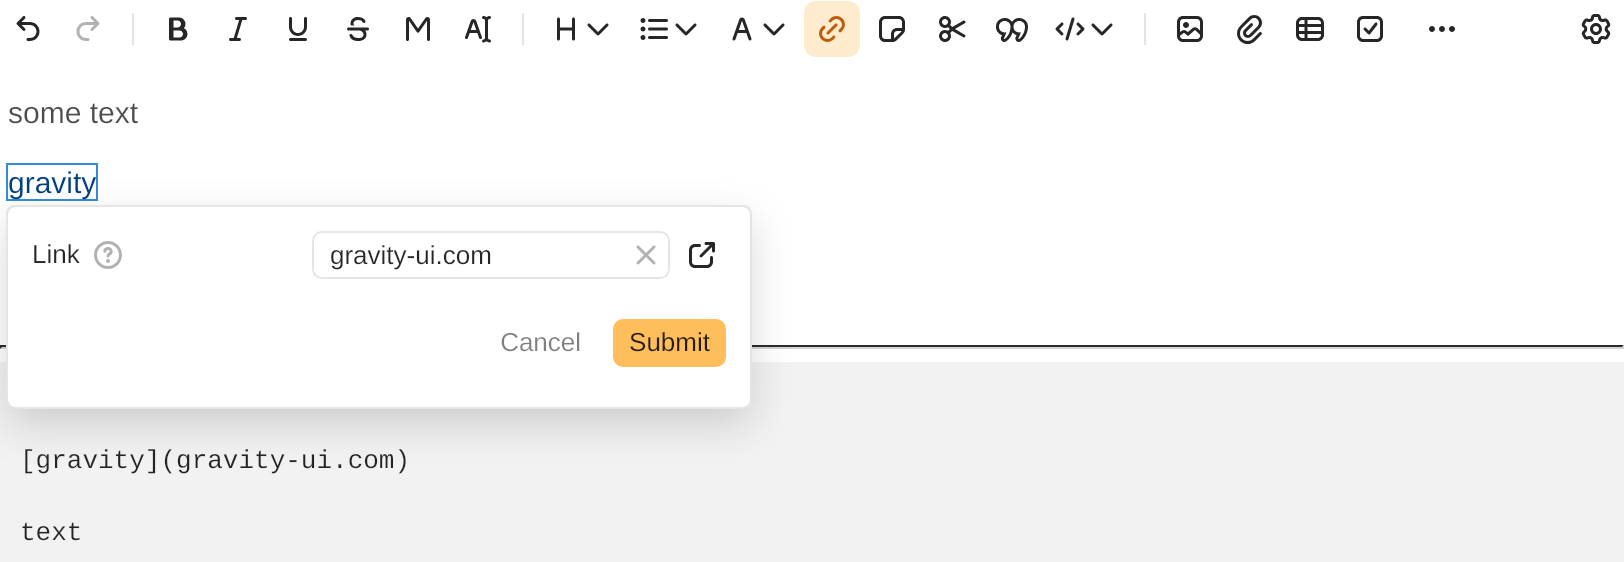 some text
gravity
Link
gravity-ui.com
Cancel Submit
[gravity](gravity-ui.com)
text